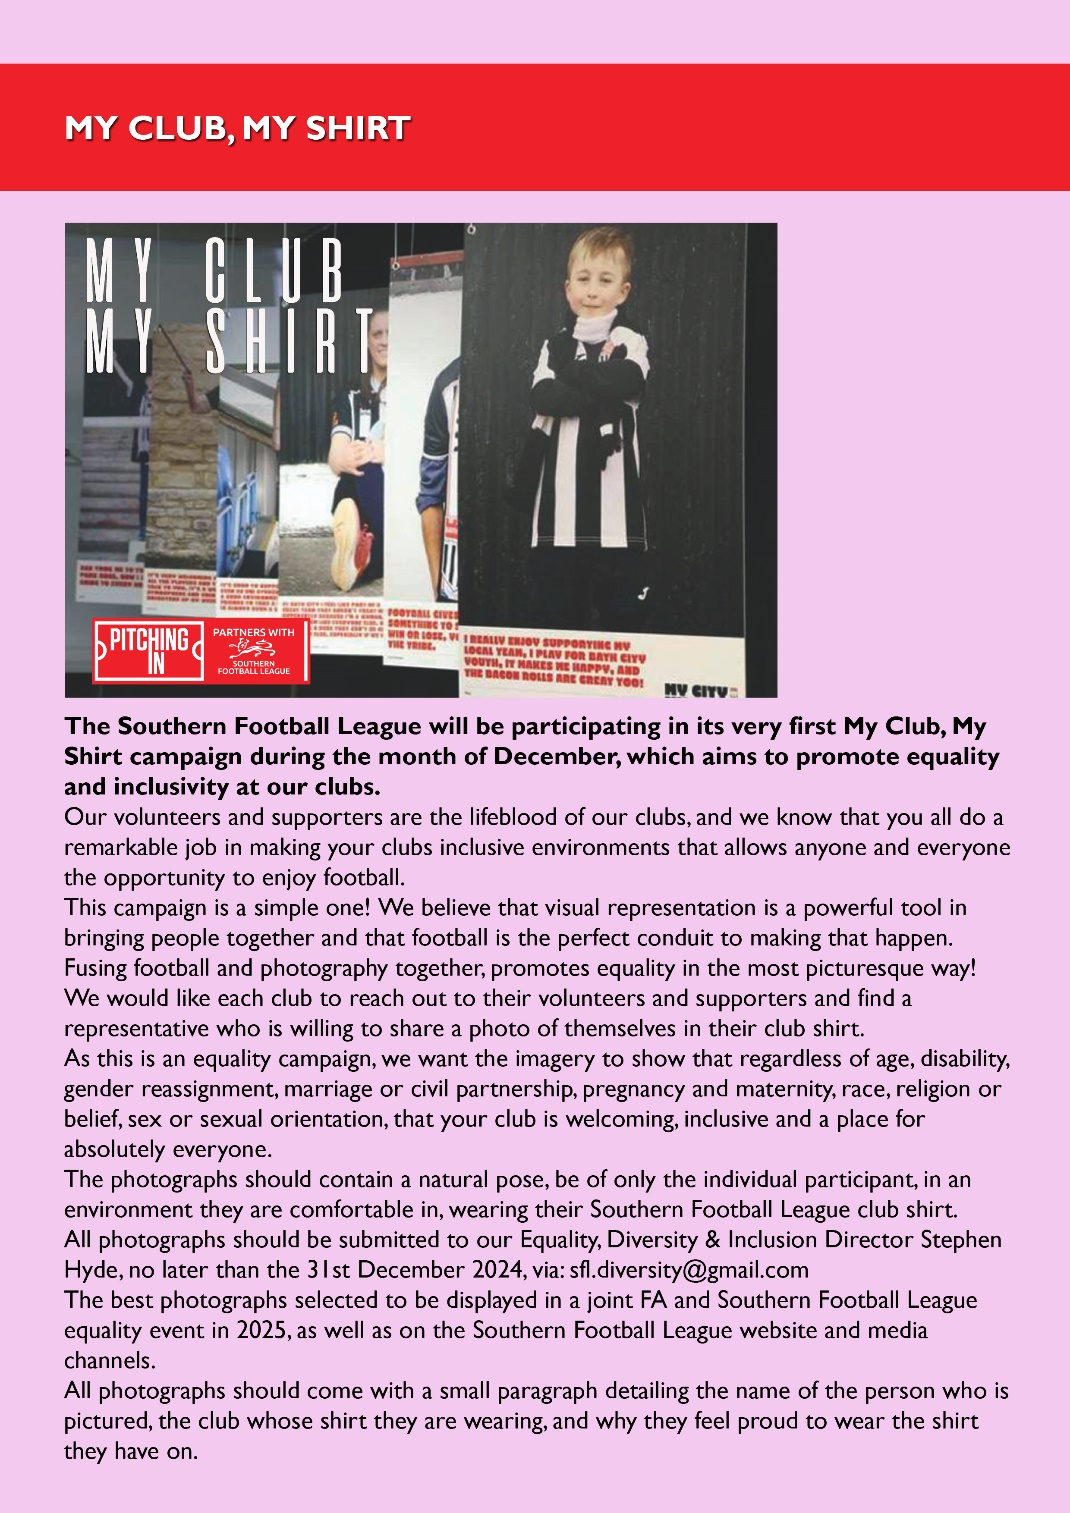 MY CLUB, MY SHIRT
MY CLUB
MY SHIRT
FOOTBALL GIVES
SOMETHING TO
WIN OR LOSE,
THE TRIBE.
I REALLY ENJOY SUPPORTING MY
LOCAL TEAM, I PLAY FOR BATH CITY
YOUTH, IT MAKES ME HAPPY, AND
THE BACON ROLLS ARE GREAT TOO!
MY CITY
PITCHING
IN
PARTNERS WITH
SOUTHERN
FOOTBALL LEAGUE
The Southern Football League will be participating in its very first My Club, My
Shirt campaign during the month of December, which aims to promote equality
and inclusivity at our clubs.
Our volunteers and supporters are the lifeblood of our clubs, and we know that you all do a
remarkable job in making your clubs inclusive environments that allows anyone and everyone
the opportunity to enjoy football.
This campaign is a simple one! We believe that visual representation is a powerful tool in
bringing people together and that football is the perfect conduit to making that happen.
Fusing football and photography together, promotes equality in the most picturesque way!
We would like each club to reach out to their volunteers and supporters and find a
representative who is willing to share a photo of themselves in their club shirt.
As this is an equality campaign, we want the imagery to show that regardless of age, disability,
gender reassignment, marriage or civil partnership, pregnancy and maternity, race, religion or
belief, sex or sexual orientation, that your club is welcoming, inclusive and a place for
absolutely everyone.
The photographs should contain a natural pose, be of only the individual participant, in an
environment they are comfortable in, wearing their Southern Football League club shirt.
All photographs should be submitted to our Equality, Diversity & Inclusion Director Stephen
Hyde, no later than the 31st December 2024, via: sfl.diversity@gmail.com
The best photographs selected to be displayed in a joint FA and Southern Football League
equality event in 2025, as well as on the Southern Football League website and media
channels.
All photographs should come with a small paragraph detailing the name of the person who is
pictured, the club whose shirt they are wearing, and why they feel proud to wear the shirt
they have on.